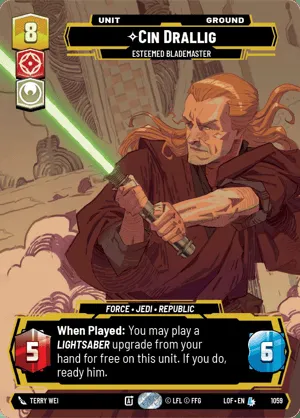 8
UNIT
GROUND
✧CIN DRALLIG
ESTEEMED BLADEMASTER
FORCE • JEDI • REPUBLIC
5
When Played: You may play a
LIGHTSABER upgrade from your
hand for free on this unit. If you do,
ready him.
6
TERRY WEI
© LFL © FFG
LOF • EN
1059